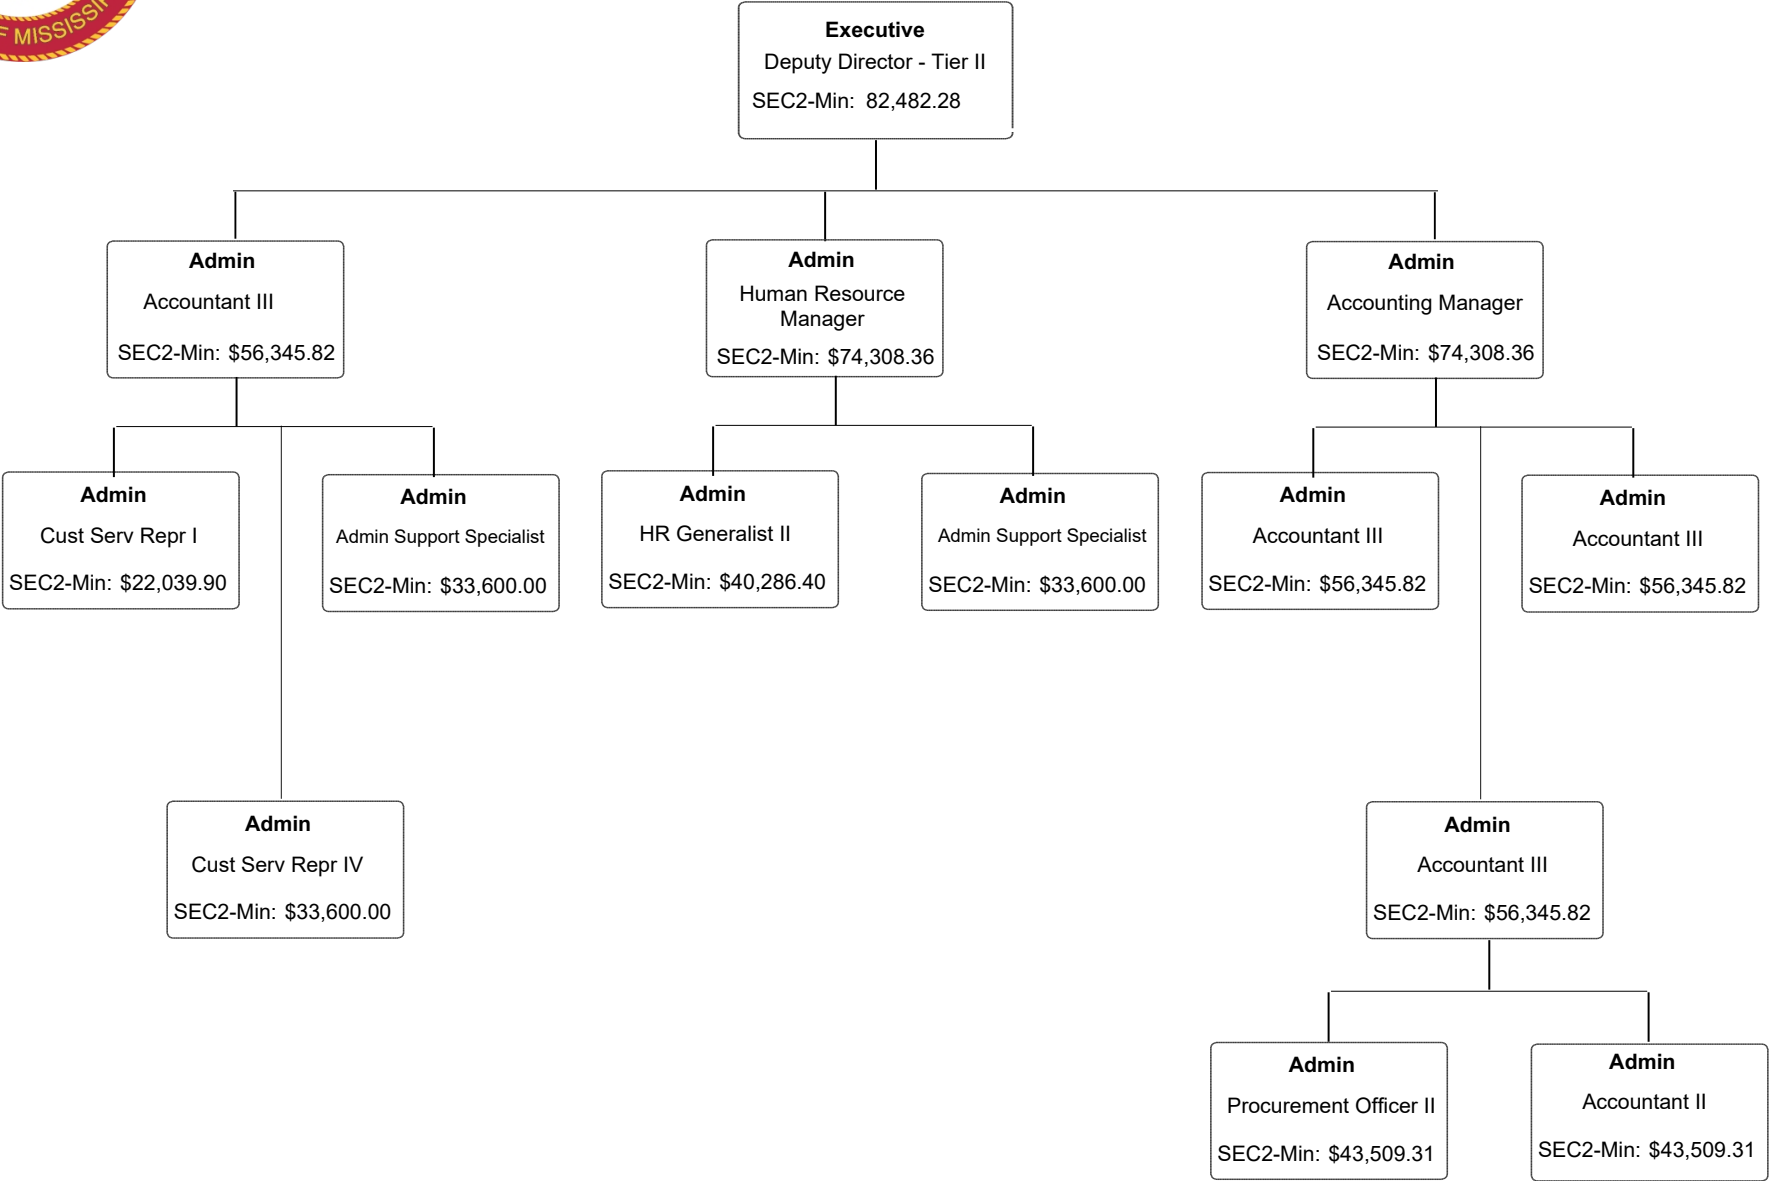 F MISSISSIP
Executive
Deputy Director - Tier II
SEC2-Min: 82,482.28
Admin
Accountant III
SEC2-Min: $56,345.82
Admin
Human Resource
Manager
SEC2-Min: $74,308.36
Admin
Accounting Manager
SEC2-Min: $74,308.36
Admin
Cust Serv Repr I
SEC2-Min: $22,039.90
Admin
Admin Support Specialist
SEC2-Min: $33,600.00
Admin
HR Generalist II
SEC2-Min: $40,286.40
Admin
Admin Support Specialist
SEC2-Min: $33,600.00
Admin
Accountant III
SEC2-Min: $56,345.82
Admin
Accountant III
SEC2-Min: $56,345.82
Admin
Cust Serv Repr IV
SEC2-Min: $33,600.00
Admin
Accountant III
SEC2-Min: $56,345.82
Admin
Procurement Officer II
SEC2-Min: $43,509.31
Admin
Accountant II
SEC2-Min: $43,509.31